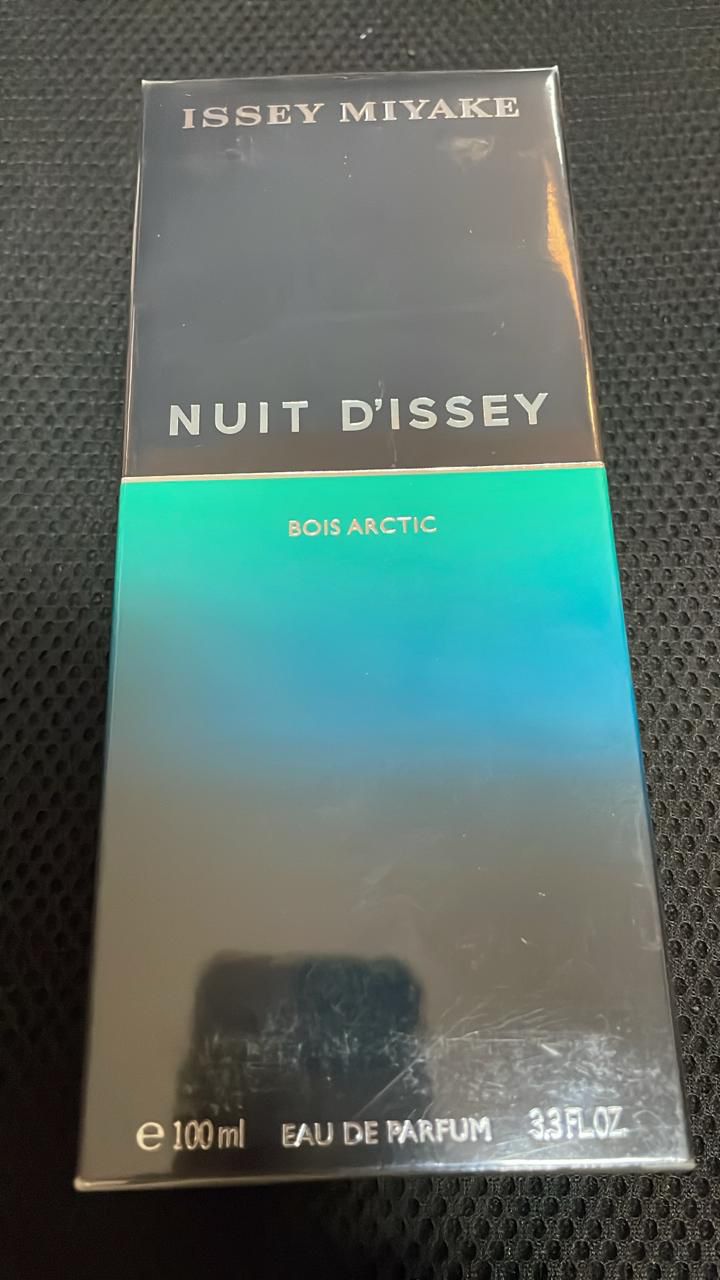 ISSEY MIYAKE
NUIT D'ISSEY
BOIS ARCTIC
e 100 ml EAU DE PARFUM 3.3 FL.OZ